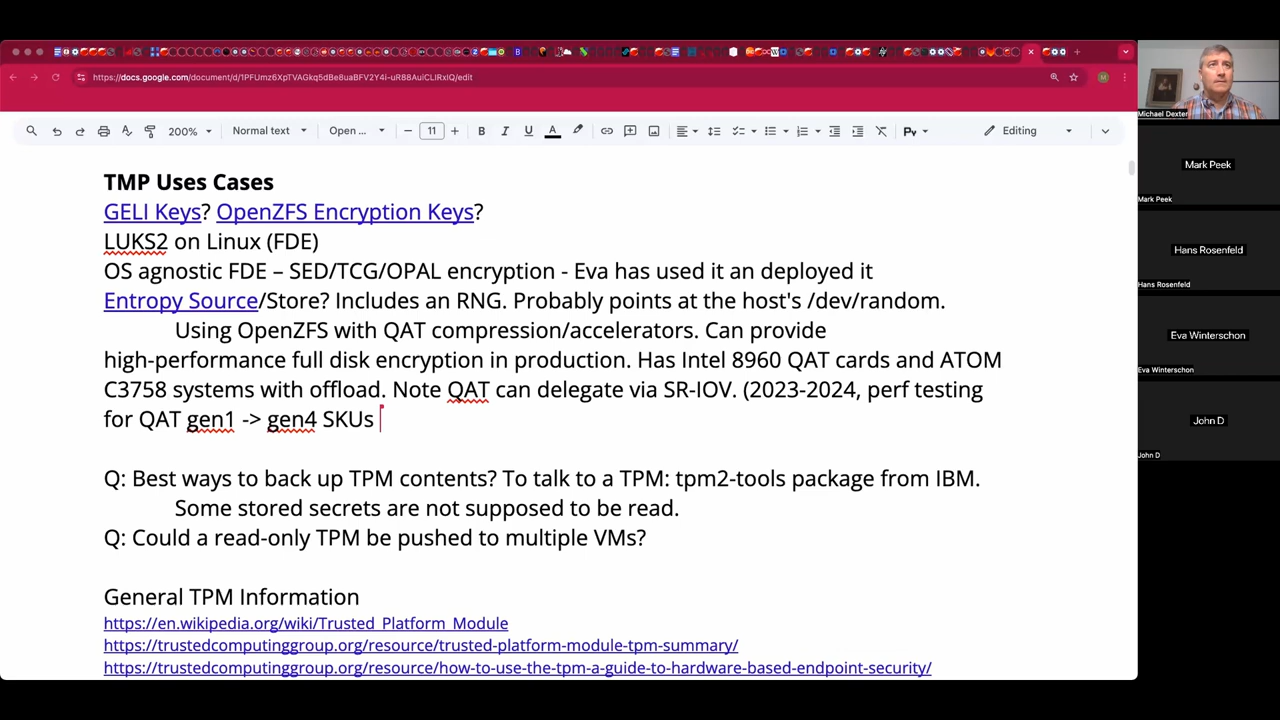 https://docs.google.com/document/d/1PFUmz6XpTVAGkq5dBe8uaBFV2Y4i-uR88AuiCLIRxIQ/edit
M
200%
Normal text
Open ...
11
B
I
U
A
Editing
TMP Uses Cases
GELI Keys? OpenZFS Encryption Keys?
LUKS2 on Linux (FDE)
OS agnostic FDE – SED/TCG/OPAL encryption - Eva has used it an deployed it
Entropy Source/Store? Includes an RNG. Probably points at the host's /dev/random.
Using OpenZFS with QAT compression/accelerators. Can provide
high-performance full disk encryption in production. Has Intel 8960 QAT cards and ATOM
C3758 systems with offload. Note QAT can delegate via SR-IOV. (2023-2024, perf testing
for QAT gen1 -> gen4 SKUs
Q: Best ways to back up TPM contents? To talk to a TPM: tpm2-tools package from IBM.
Some stored secrets are not supposed to be read.
Q: Could a read-only TPM be pushed to multiple VMs?
General TPM Information
https://en.wikipedia.org/wiki/Trusted_Platform_Module
https://trustedcomputinggroup.org/resource/trusted-platform-module-tpm-summary/
https://trustedcomputinggroup.org/resource/how-to-use-the-tpm-a-guide-to-hardware-based-endpoint-security/
Michael Dexter
Mark Peek
Mark Peek
Hans Rosenfeld
Hans Rosenfeld
Eva Winterschon
Eva Winterschon
John D
John D